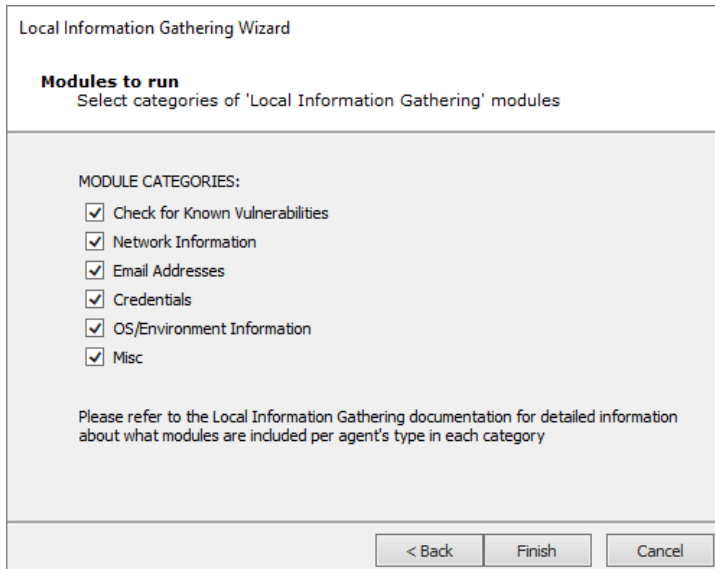 Local Information Gathering Wizard
Modules to run
Select categories of 'Local Information Gathering' modules
MODULE CATEGORIES:
Check for Known Vulnerabilities
Network Information
Email Addresses
Credentials
OS/Environment Information
Misc
Please refer to the Local Information Gathering documentation for detailed information
about what modules are included per agent's type in each category
< Back Finish Cancel